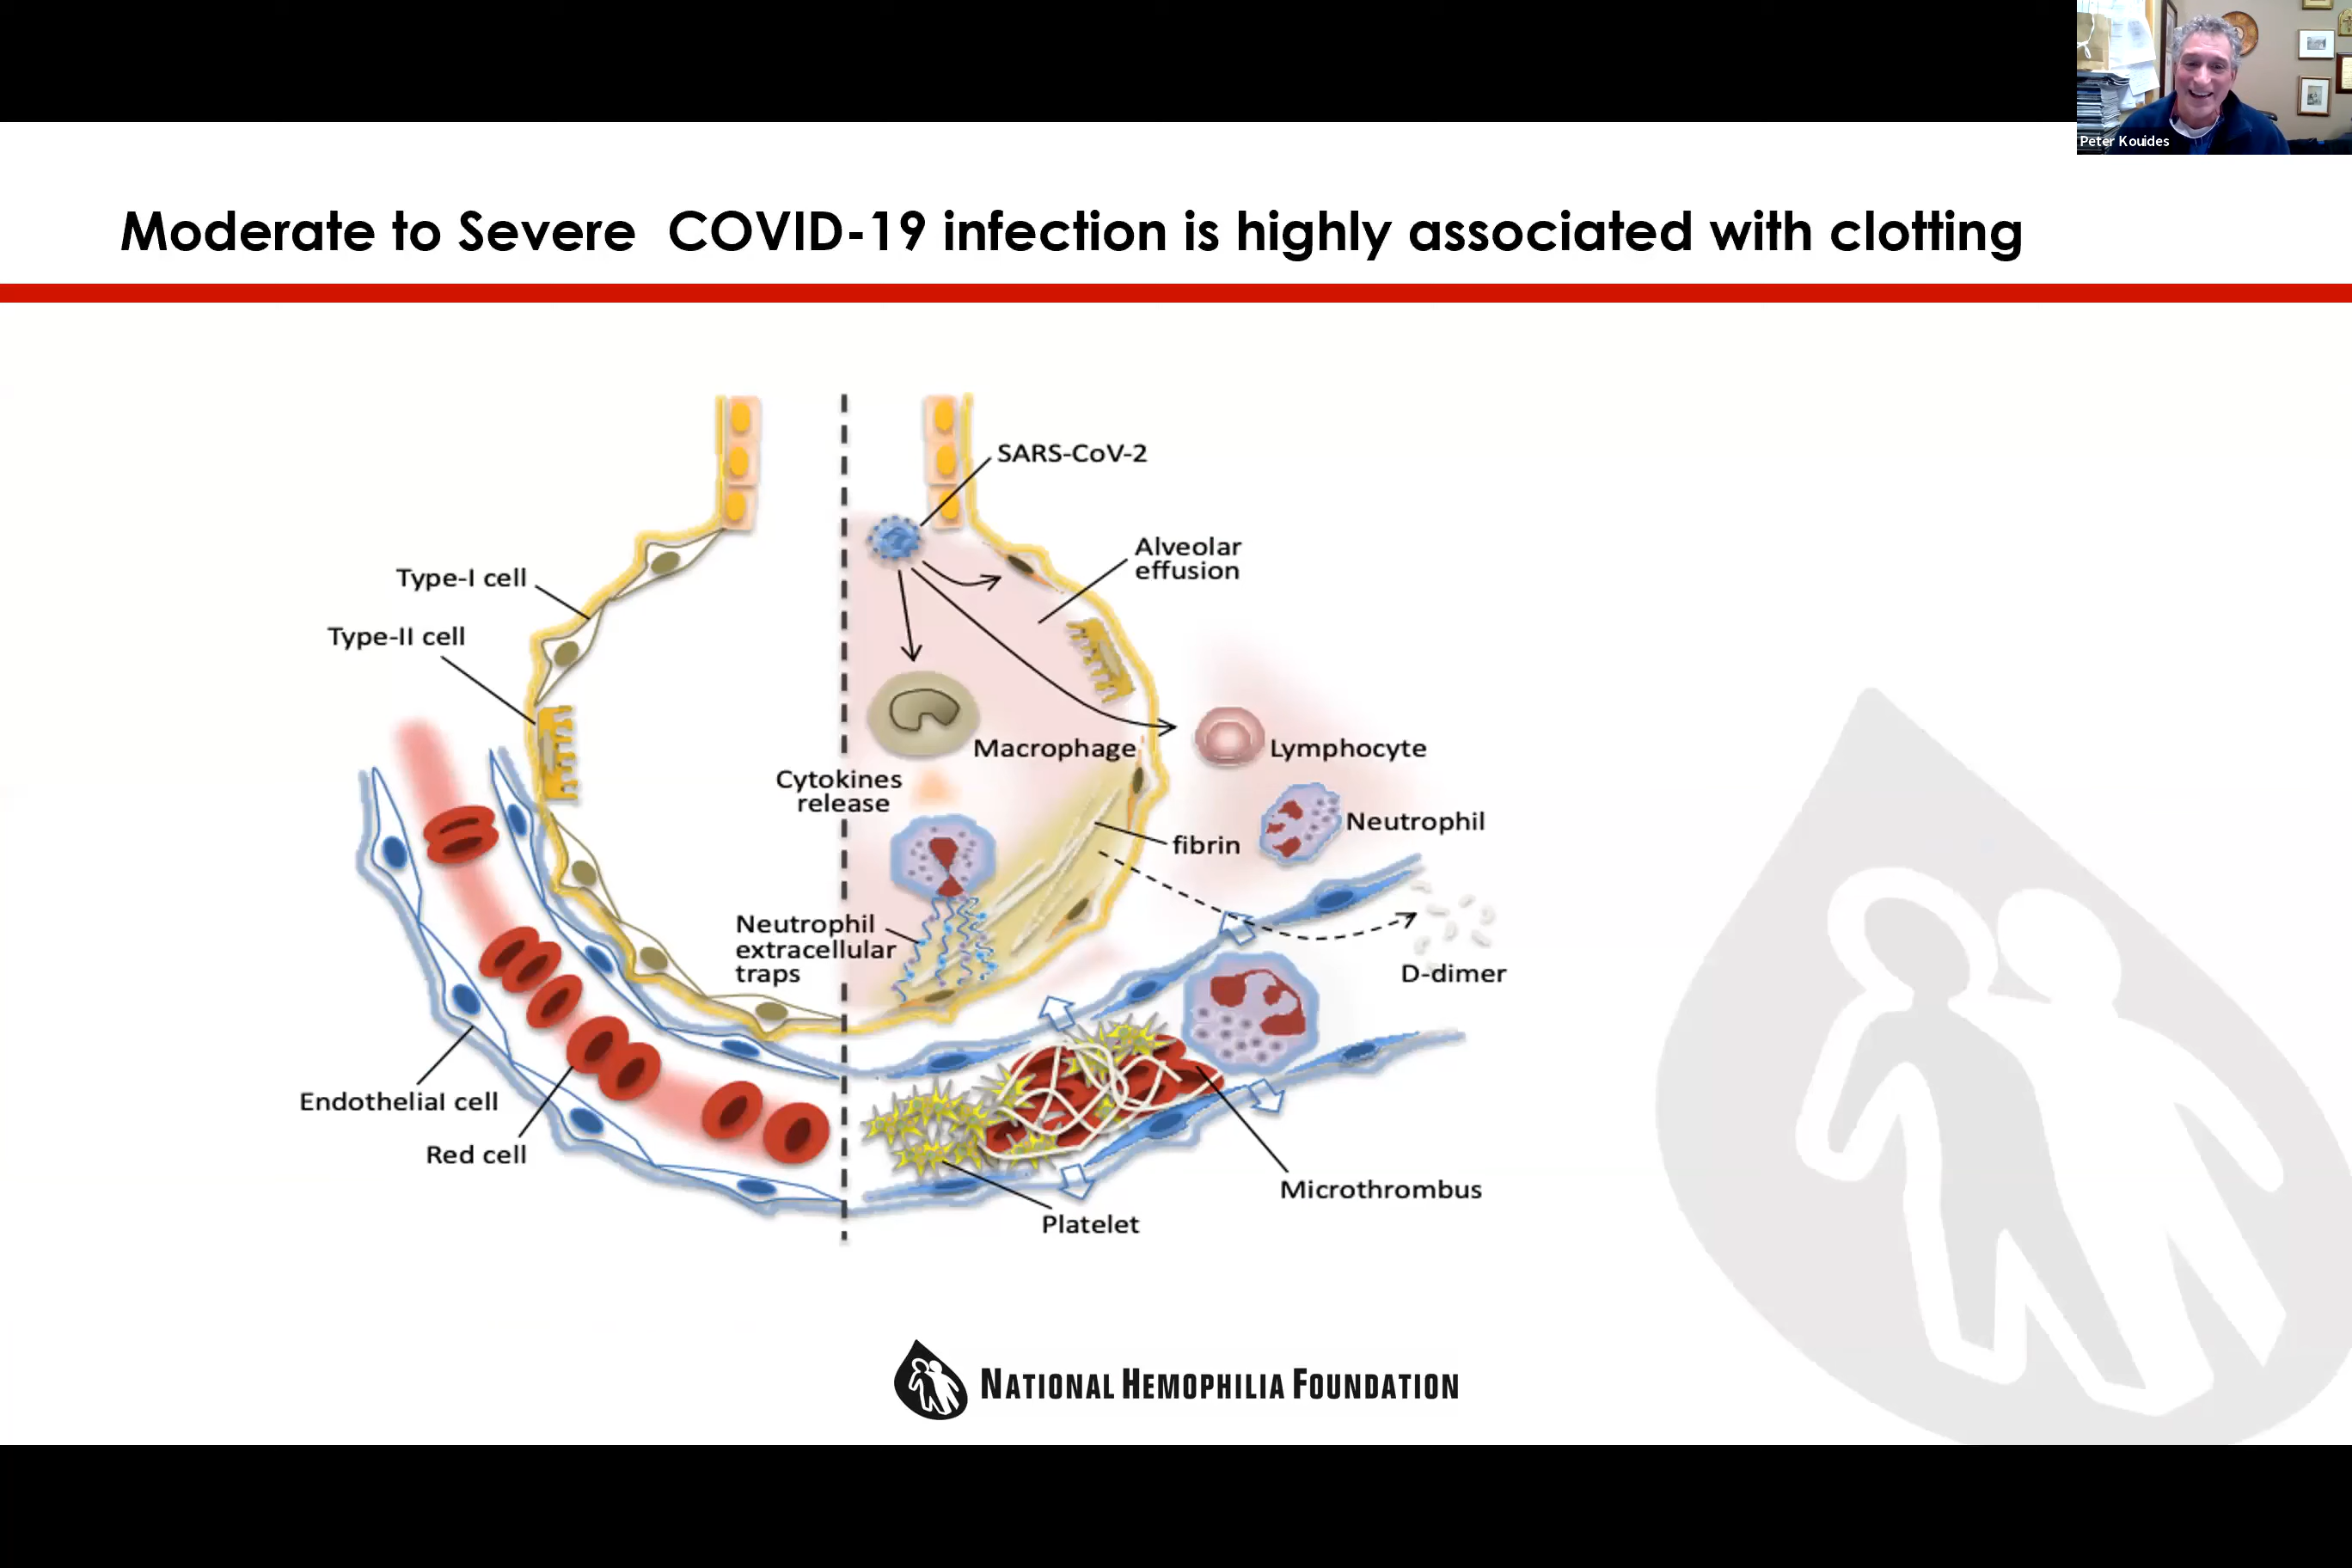 Peter Kouides
Moderate to Severe  COVID-19 infection is highly associated with clotting
SARS-CoV-2
Alveolar
effusion
Type-I cell
Type-II cell
Macrophage
Lymphocyte
Cytokines
release
Neutrophil
fibrin
Neutrophil
extracellular
traps
D-dimer
Endothelial cell
Red cell
Microthrombus
Platelet
NATIONAL HEMOPHILIA FOUNDATION